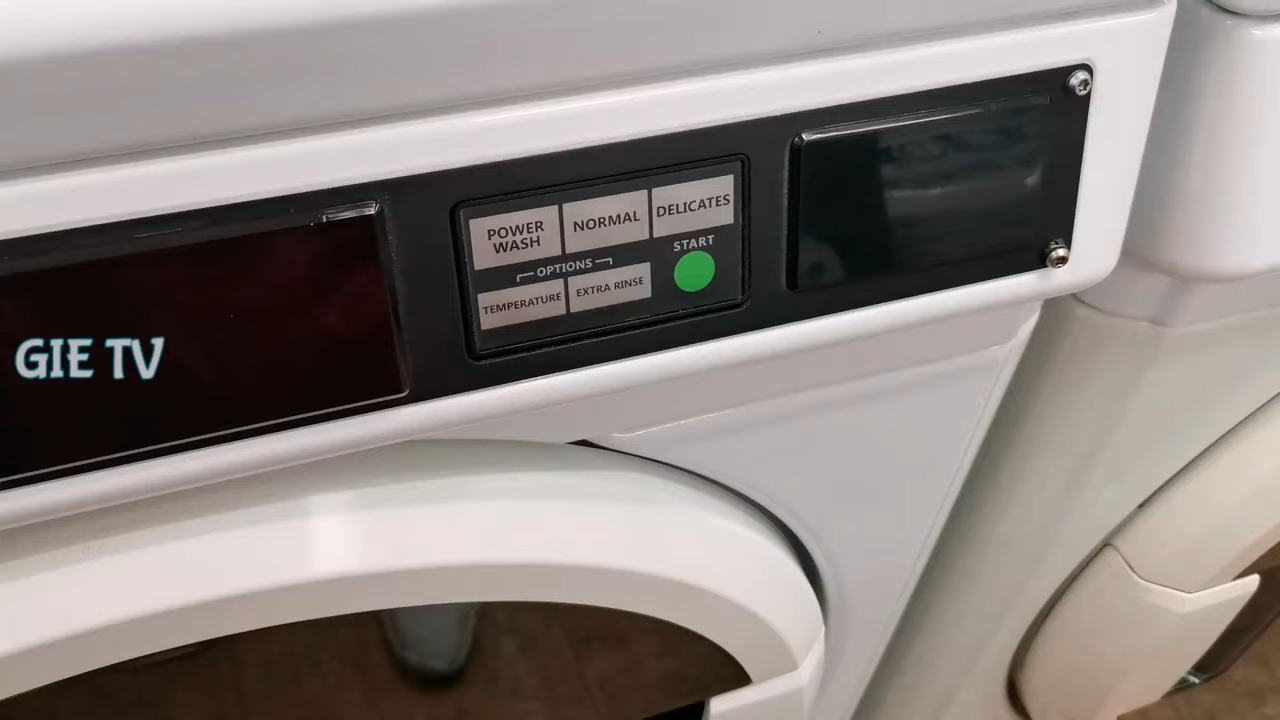 GIE TV
POWER
WASH
NORMAL
DELICATES
OPTIONS
START
TEMPERATURE
EXTRA RINSE